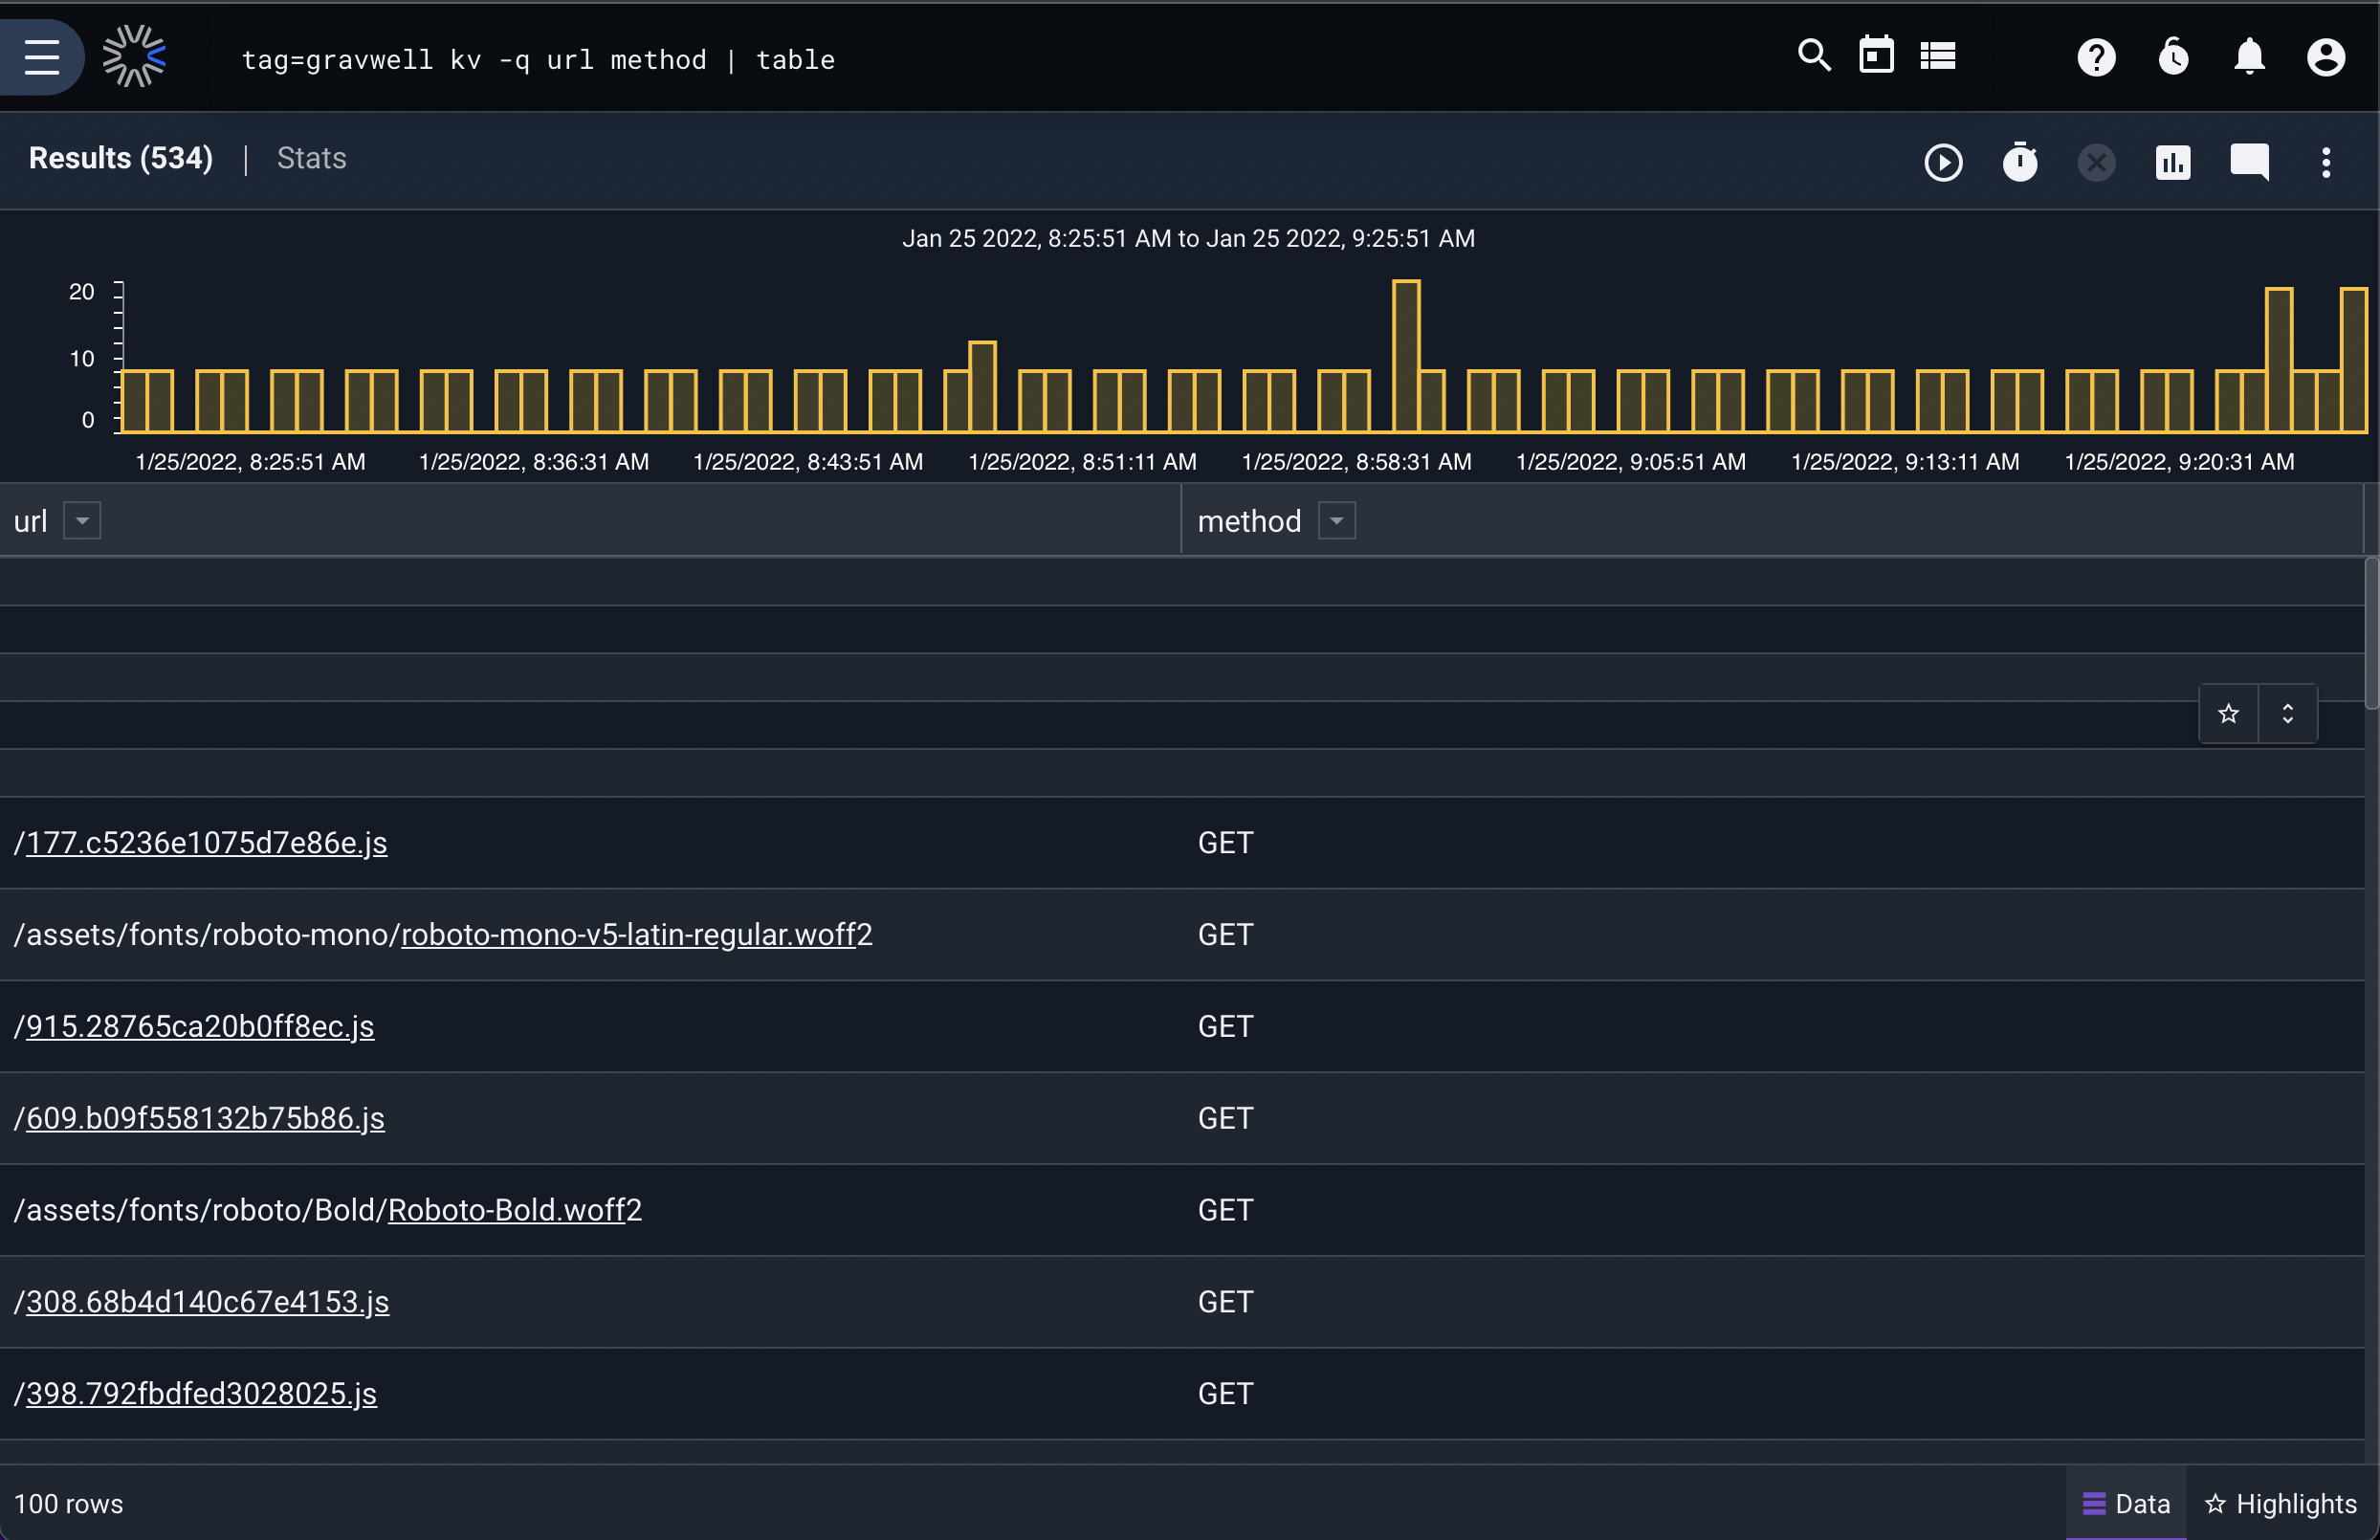 tag=gravwell kv -q url method | table
Results (534) | Stats
Jan 25 2022, 8:25:51 AM to Jan 25 2022, 9:25:51 AM
20
10
0
1/25/2022, 8:25:51 AM 1/25/2022, 8:36:31 AM 1/25/2022, 8:43:51 AM 1/25/2022, 8:51:11 AM 1/25/2022, 8:58:31 AM 1/25/2022, 9:05:51 AM 1/25/2022, 9:13:11 AM 1/25/2022, 9:20:31 AM
url method
/177.c5236e1075d7e86e.js GET
/assets/fonts/roboto-mono/roboto-mono-v5-latin-regular.woff2 GET
/915.28765ca20b0ff8ec.js GET
/609.b09f558132b75b86.js GET
/assets/fonts/roboto/Bold/Roboto-Bold.woff2 GET
/308.68b4d140c67e4153.js GET
/398.792fbdfed3028025.js GET
100 rows Data Highlights